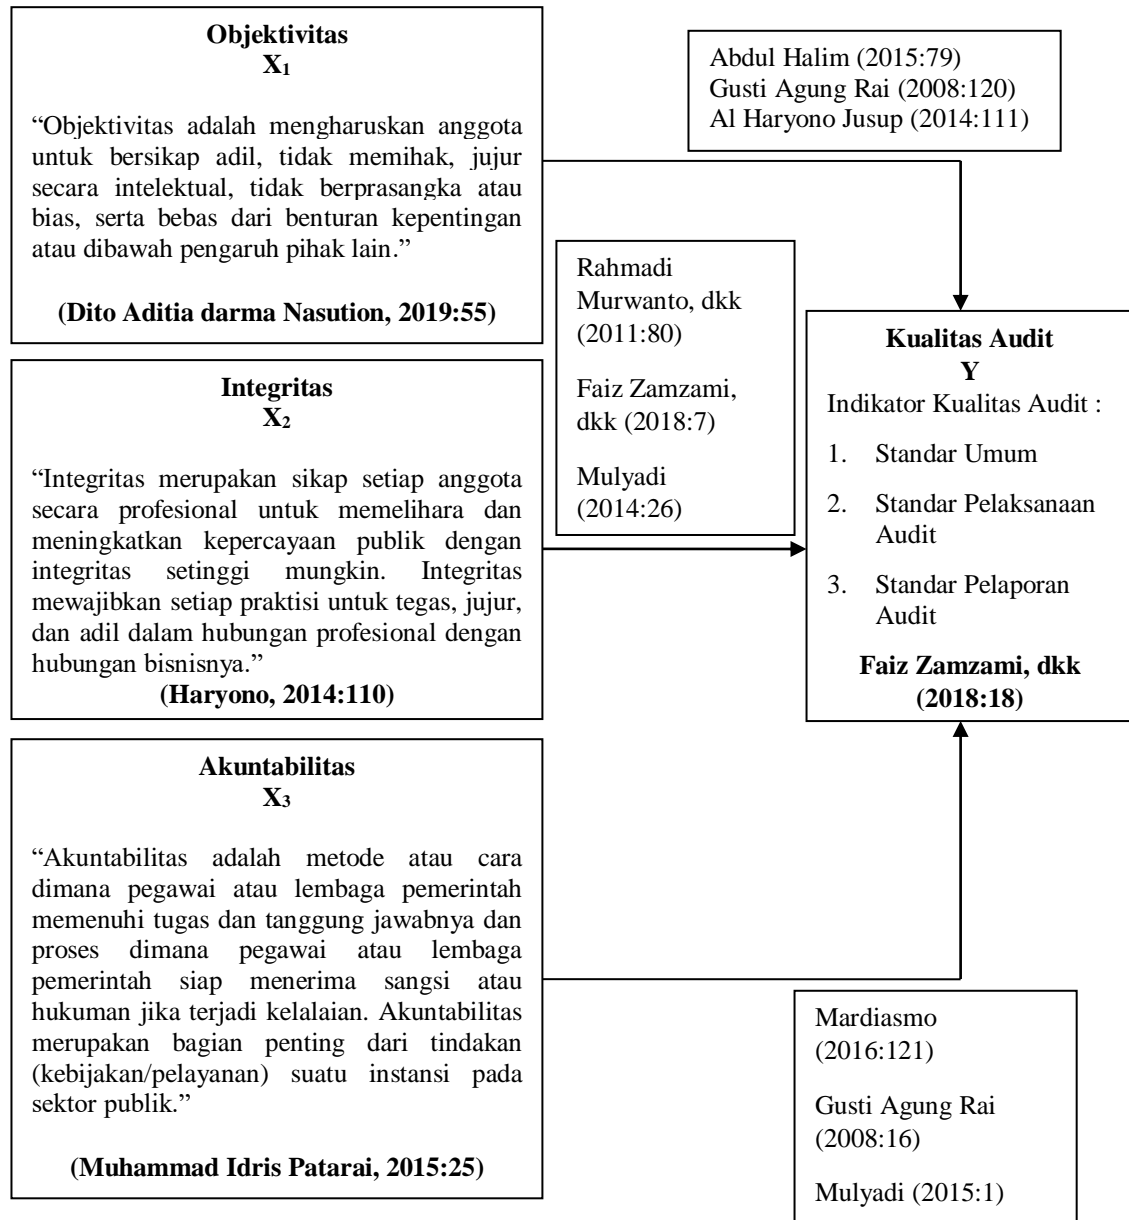 Objektivitas
X1
“Objektivitas adalah mengharuskan anggota
untuk bersikap adil, tidak memihak, jujur
secara intelektual, tidak berprasangka atau
bias, serta bebas dari benturan kepentingan
atau dibawah pengaruh pihak lain.”
(Dito Aditia darma Nasution, 2019:55)
Abdul Halim (2015:79)
Gusti Agung Rai (2008:120)
Al Haryono Jusup (2014:111)
Integritas
X2
“Integritas merupakan sikap setiap anggota
secara profesional untuk memelihara dan
meningkatkan kepercayaan publik dengan
integritas setinggi mungkin. Integritas
mewajibkan setiap praktisi untuk tegas, jujur,
dan adil dalam hubungan profesional dengan
hubungan bisnisnya.”
(Haryono, 2014:110)
Rahmadi
Murwanto, dkk
(2011:80)
Faiz Zamzami,
dkk (2018:7)
Mulyadi
(2014:26)
Kualitas Audit
Y
Indikator Kualitas Audit :
1. Standar Umum
2. Standar Pelaksanaan
Audit
3. Standar Pelaporan
Audit
Faiz Zamzami, dkk
(2018:18)
Akuntabilitas
X3
“Akuntabilitas adalah metode atau cara
dimana pegawai atau lembaga pemerintah
memenuhi tugas dan tanggung jawabnya dan
proses dimana pegawai atau lembaga
pemerintah siap menerima sangsi atau
hukuman jika terjadi kelalaian. Akuntabilitas
merupakan bagian penting dari tindakan
(kebijakan/pelayanan) suatu instansi pada
sektor publik.”
(Muhammad Idris Patarai, 2015:25)
Mardiasmo
(2016:121)
Gusti Agung Rai
(2008:16)
Mulyadi (2015:1)